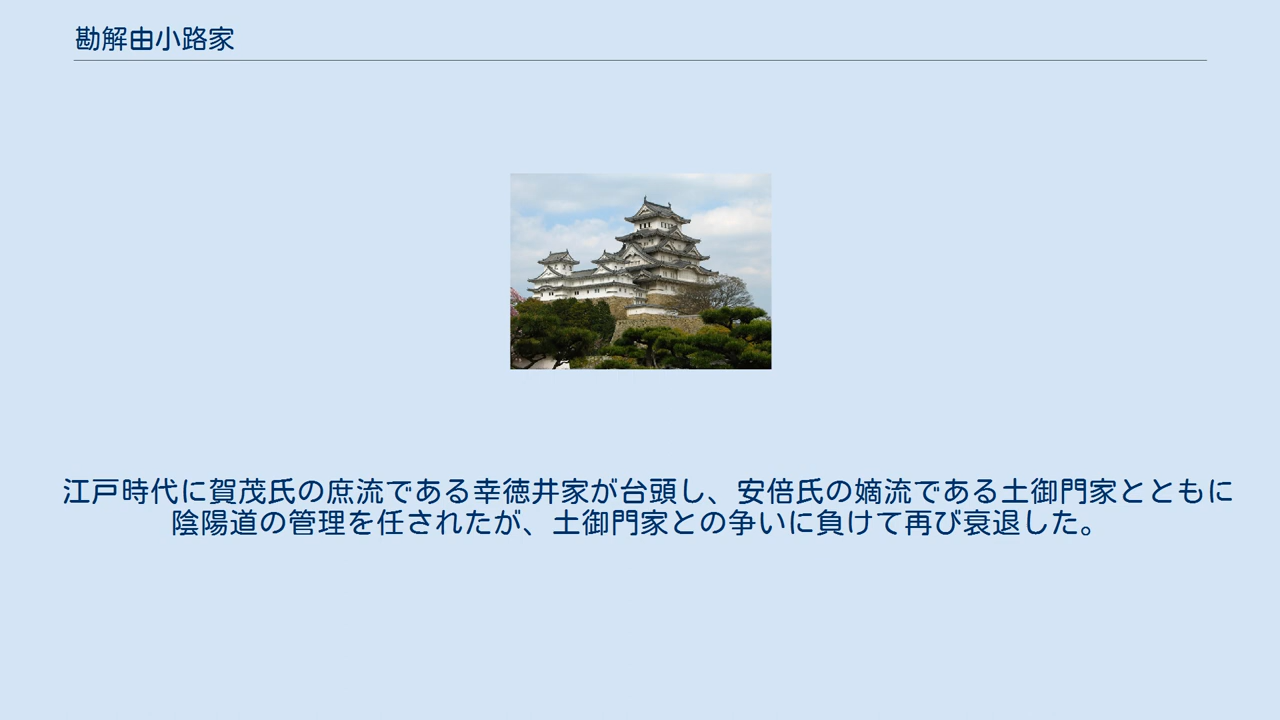 勘解由小路家
江戸時代に賀茂氏の庶流である幸徳井家が台頭し、安倍氏の嫡流である土御門家とともに
陰陽道の管理を任されたが、土御門家との争いに負けて再び衰退した。